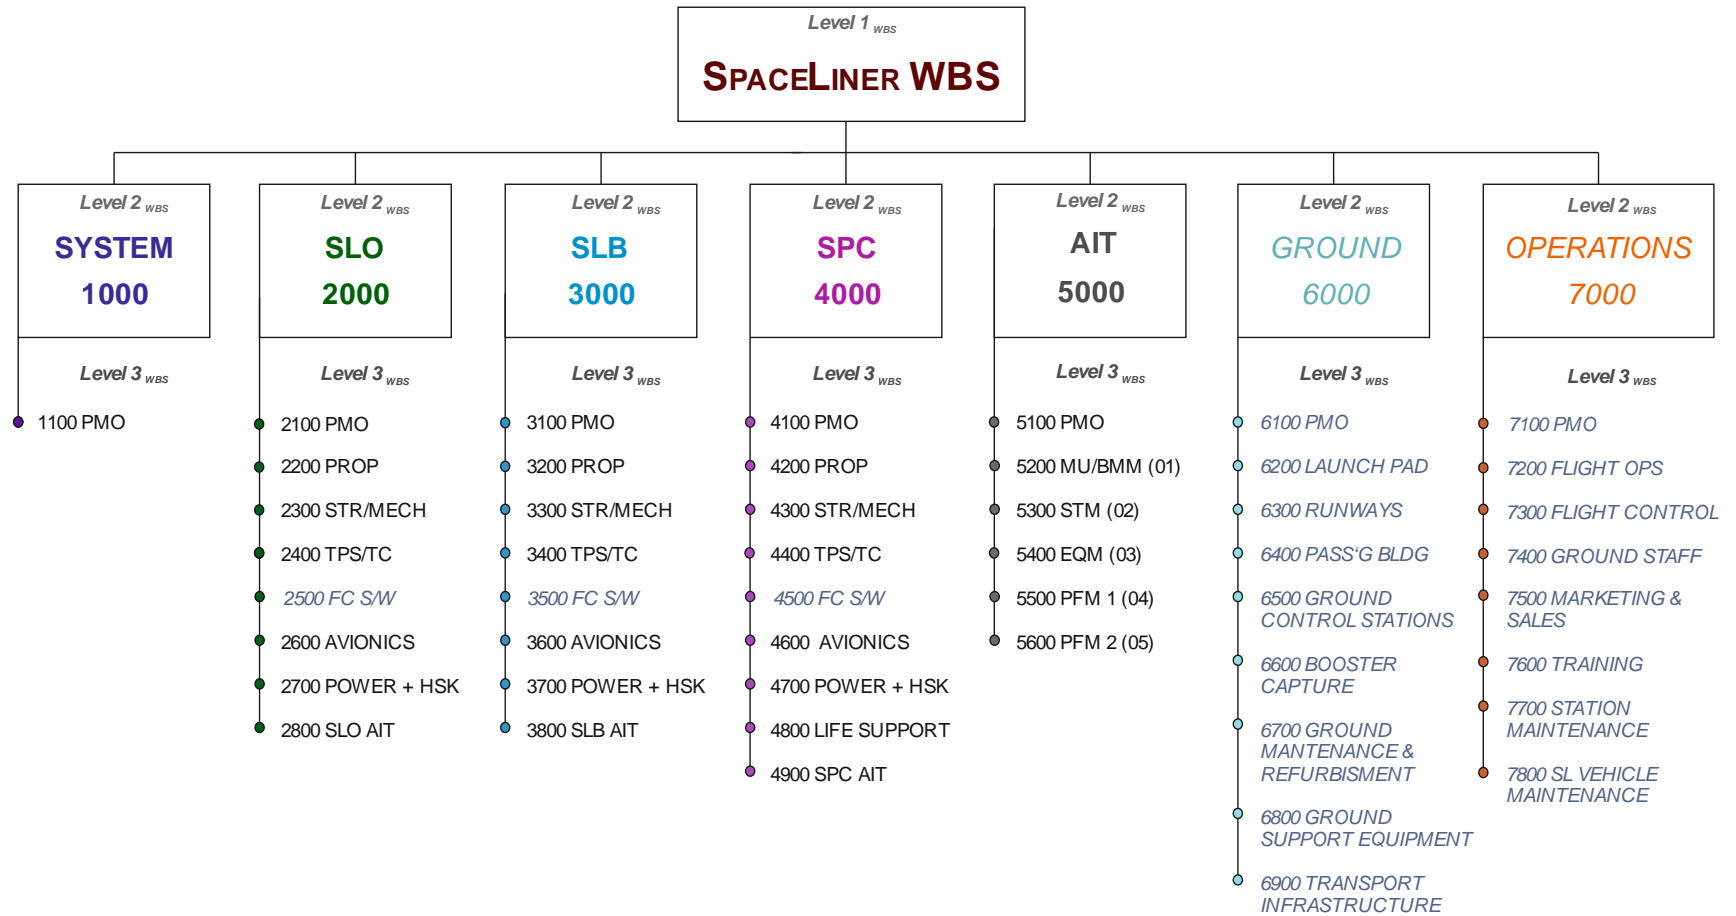 Level 1 WBS
SPACELINER WBS
Level 2 WBS
SYSTEM
1000
Level 3 WBS
1100 PMO
Level 2 WBS
SLO
2000
Level 3 WBS
2100 PMO
2200 PROP
2300 STR/MECH
2400 TPS/TC
2500 FC S/W
2600 AVIONICS
2700 POWER + HSK
2800 SLO AIT
Level 2 WBS
SLB
3000
Level 3 WBS
3100 PMO
3200 PROP
3300 STR/MECH
3400 TPS/TC
3500 FC S/W
3600 AVIONICS
3700 POWER + HSK
3800 SLB AIT
Level 2 WBS
SPC
4000
Level 3 WBS
4100 PMO
4200 PROP
4300 STR/MECH
4400 TPS/TC
4500 FC S/W
4600 AVIONICS
4700 POWER + HSK
4800 LIFE SUPPORT
4900 SPC AIT
Level 2 WBS
AIT
5000
Level 3 WBS
5100 PMO
5200 MU/BMM (01)
5300 STM (02)
5400 EQM (03)
5500 PFM 1 (04)
5600 PFM 2 (05)
Level 2 WBS
GROUND
6000
Level 3 WBS
6100 PMO
6200 LAUNCH PAD
6300 RUNWAYS
6400 PASS‘G BLDG
6500 GROUND
CONTROL STATIONS
6600 BOOSTER
CAPTURE
6700 GROUND
MANTENANCE &
REFURBISMENT
6800 GROUND
SUPPORT EQUIPMENT
6900 TRANSPORT
INFRASTRUCTURE
Level 2 WBS
OPERATIONS
7000
Level 3 WBS
7100 PMO
7200 FLIGHT OPS
7300 FLIGHT CONTROL
7400 GROUND STAFF
7500 MARKETING &
SALES
7600 TRAINING
7700 STATION
MAINTENANCE
7800 SL VEHICLE
MAINTENANCE